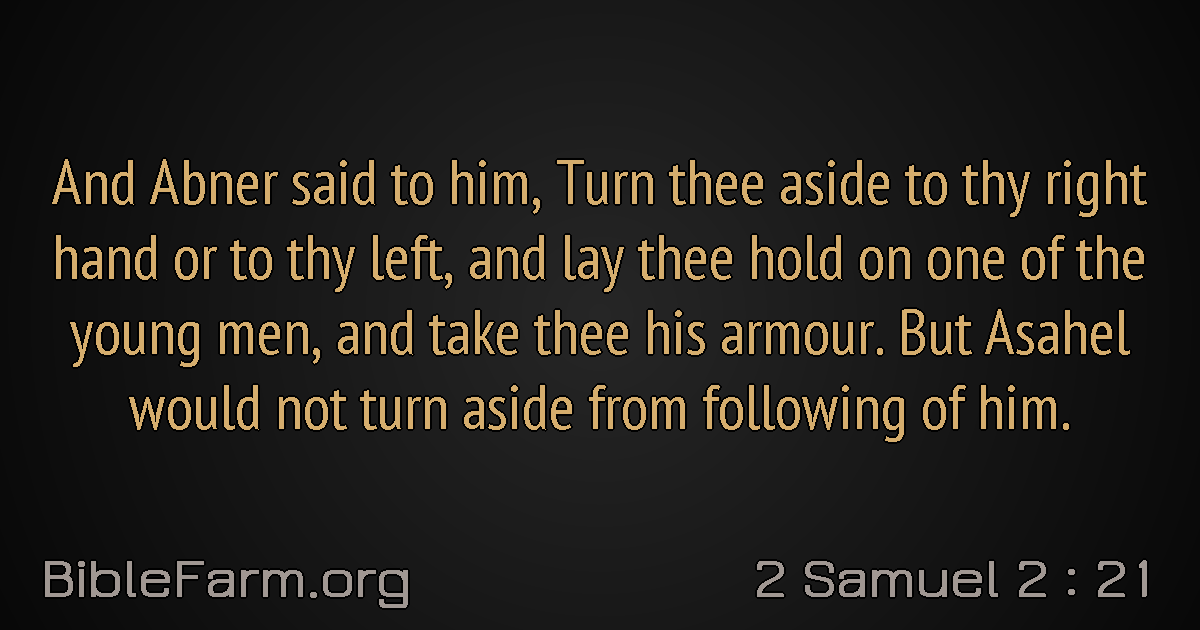 And Abner said to him, Turn thee aside to thy right
hand or to thy left, and lay thee hold on one of the
young men, and take thee his armour. But Asahel
would not turn aside from following of him.
BibleFarm.org
2 Samuel 2 : 21